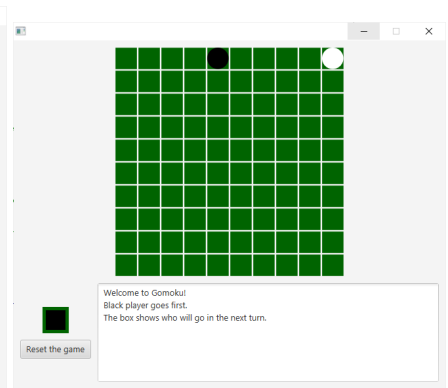 Welcome to Gomoku!
Black player goes first.
The box shows who will go in the next turn.
Reset the game